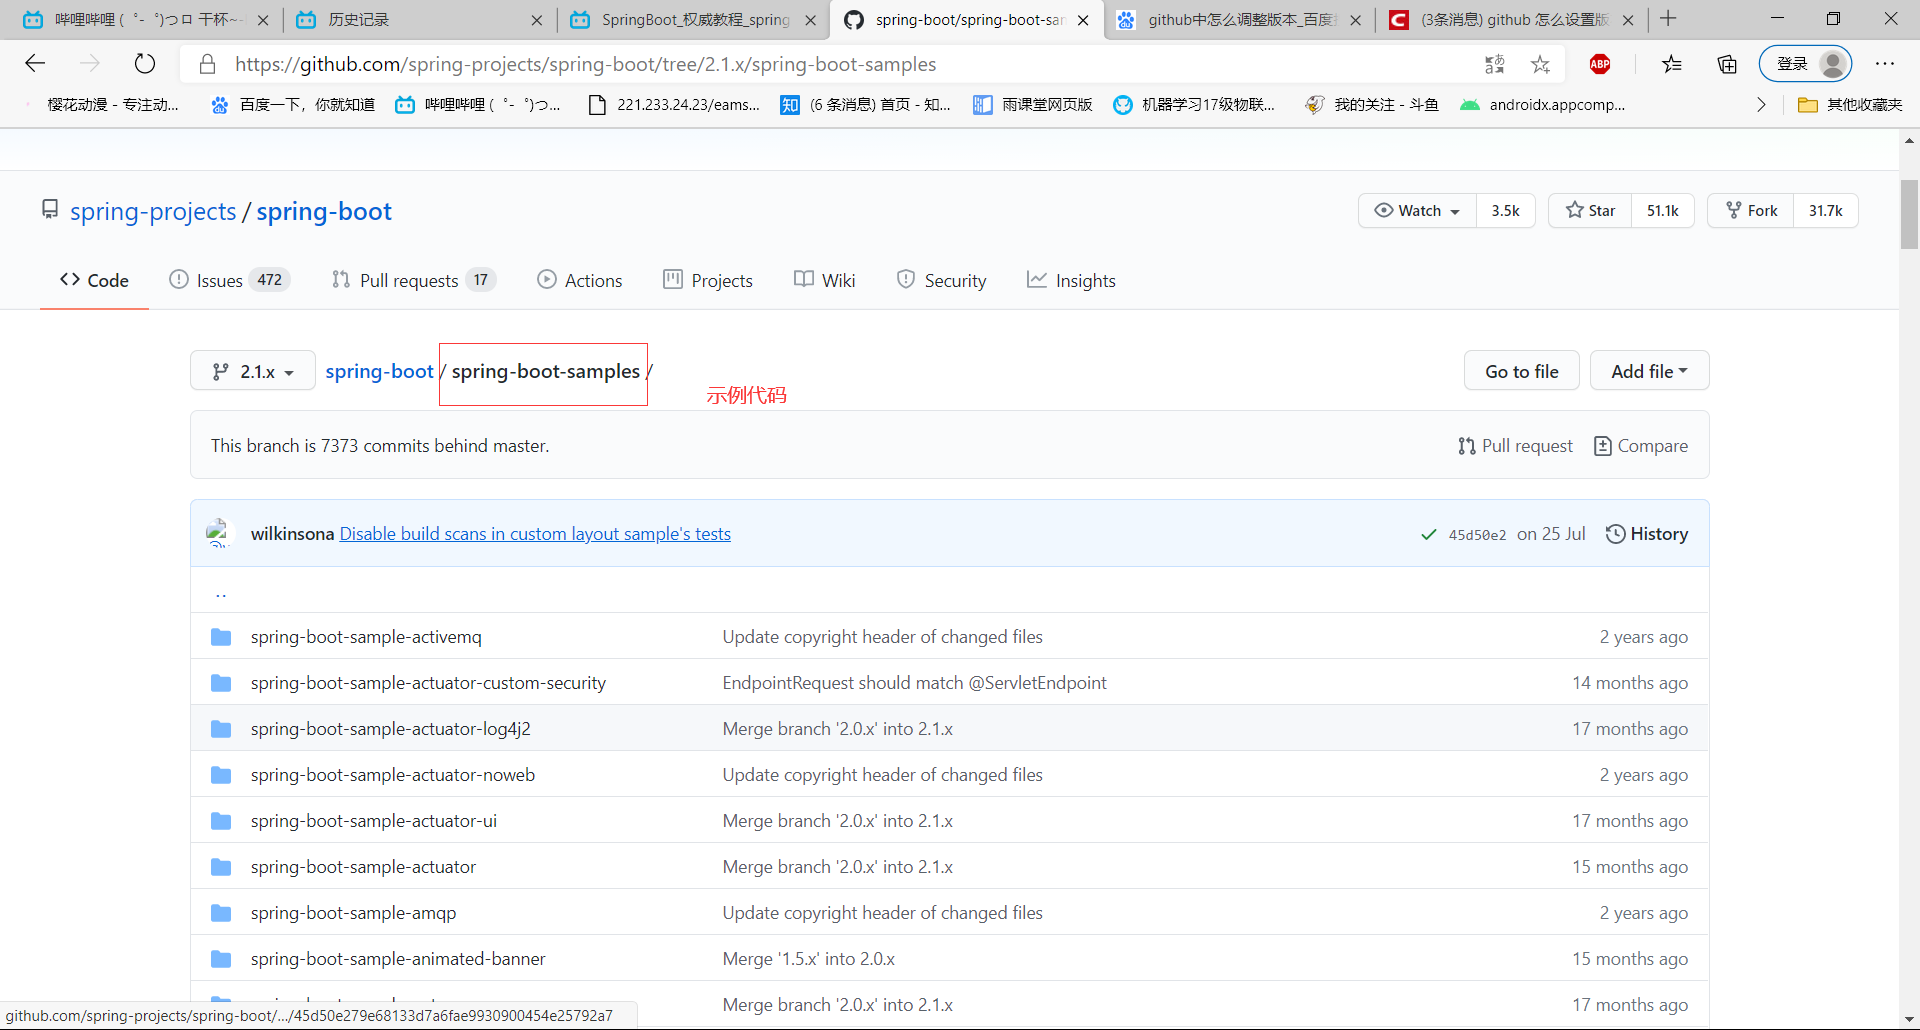 哔哩哔哩 (゜-゜)つロ 干杯~-
历史记录
SpringBoot_权威教程_spring
spring-boot/spring-boot-sam
github中怎么调整版本_百度
(3条消息) github 怎么设置版
https://github.com/spring-projects/spring-boot/tree/2.1.x/spring-boot-samples
ABP
登录
樱花动漫 - 专注动...
百度一下，你就知道
哔哩哔哩 (゜-゜)つ...
221.233.24.23/eams...
知 (6 条消息) 首页 - 知...
雨课堂网页版
机器学习17级物联...
我的关注 - 斗鱼
androidx.appcomp...
其他收藏夹
spring-projects / spring-boot
Watch 3.5k
Star 51.1k
Fork 31.7k
Code
Issues 472
Pull requests 17
Actions
Projects
Wiki
Security
Insights
2.1.x
spring-boot / spring-boot-samples /
Go to file
Add file
示例代码
This branch is 7373 commits behind master.
Pull request
Compare
wilkinsona Disable build scans in custom layout sample's tests
45d50e2 on 25 Jul
History
..
spring-boot-sample-activemq Update copyright header of changed files 2 years ago
spring-boot-sample-actuator-custom-security EndpointRequest should match @ServletEndpoint 14 months ago
spring-boot-sample-actuator-log4j2 Merge branch '2.0.x' into 2.1.x 17 months ago
spring-boot-sample-actuator-noweb Update copyright header of changed files 2 years ago
spring-boot-sample-actuator-ui Merge branch '2.0.x' into 2.1.x 17 months ago
spring-boot-sample-actuator Merge branch '2.0.x' into 2.1.x 15 months ago
spring-boot-sample-amqp Update copyright header of changed files 2 years ago
spring-boot-sample-animated-banner Merge '1.5.x' into 2.0.x 15 months ago
Merge branch '2.0.x' into 2.1.x 17 months ago
github.com/spring-projects/spring-boot/.../45d50e279e68133d7a6fae9930900454e25792a7